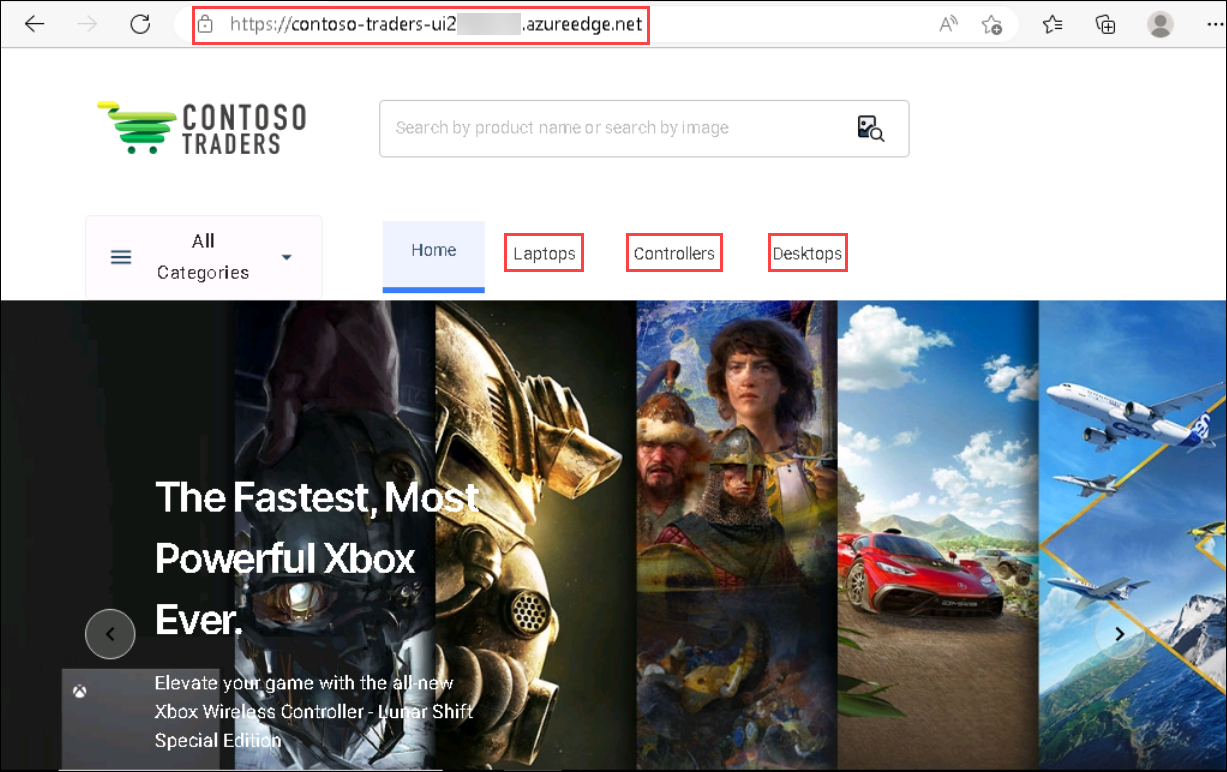 https://contoso-traders-ui2 .azureedge.net
CONTOSO
TRADERS
Search by product name or search by image
All
Categories
Home
Laptops
Controllers
Desktops
The Fastest, Most
Powerful Xbox
Ever.
Elevate your game with the all-new
Xbox Wireless Controller - Lunar Shift
Special Edition